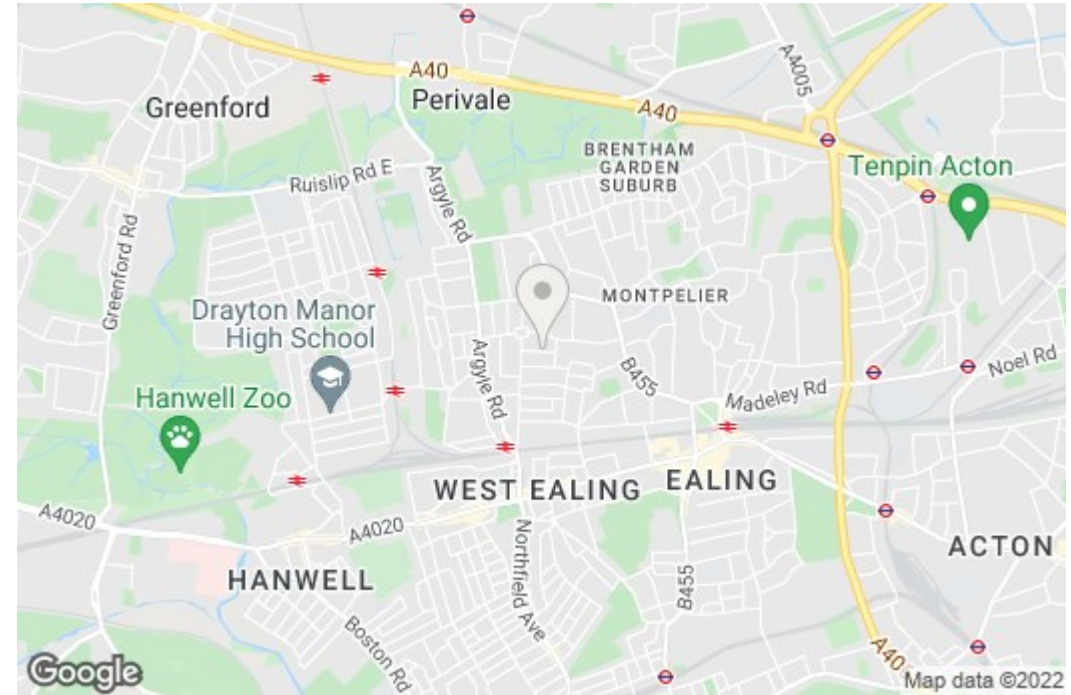 A40
Perivale
Greenford
A40
A4005
BRENTHAM
GARDEN
SUBURB
Tenpin Acton
Ruislip Rd E
Argyle Rd
Greenford Rd
MONTPELIER
Drayton Manor
High School
Argyle Rd
B455
Noel Rd
Madeley Rd
Hanwell Zoo
WEST EALING
EALING
A4020
A4020
Northfield Ave
ACTON
HANWELL
B455
Boston Rd
A40
Google
Map data ©2022